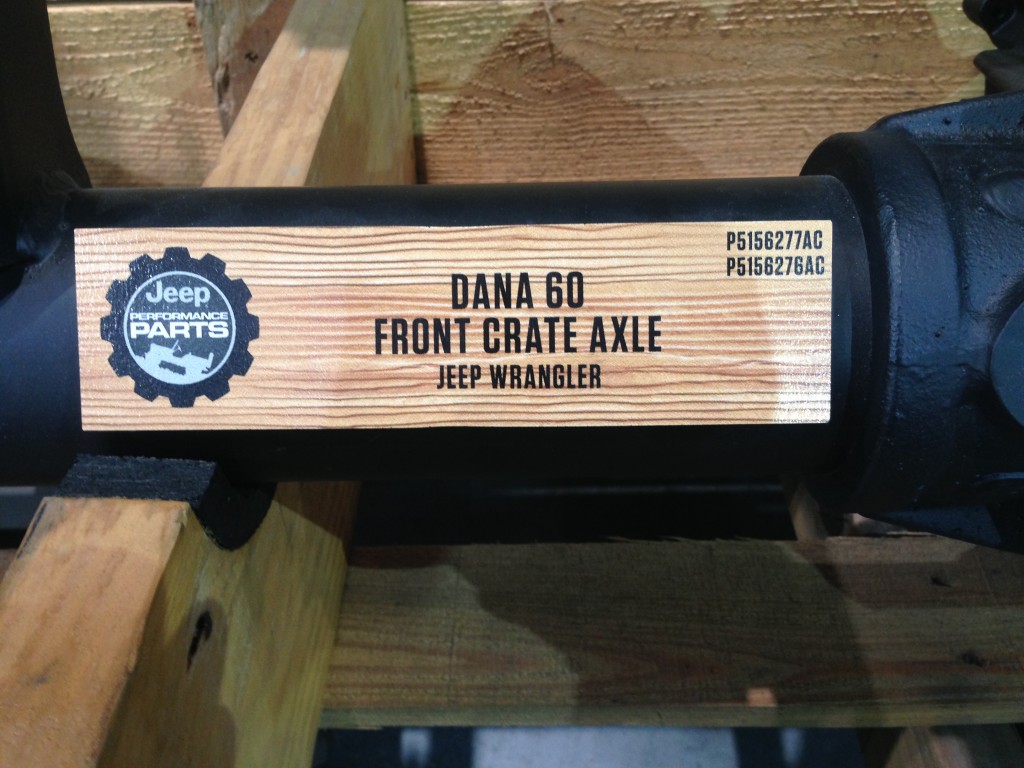 Jeep
PERFORMANCE
PARTS
DANA 60
FRONT CRATE AXLE
JEEP WRANGLER
P5156277AC
P5156276AC